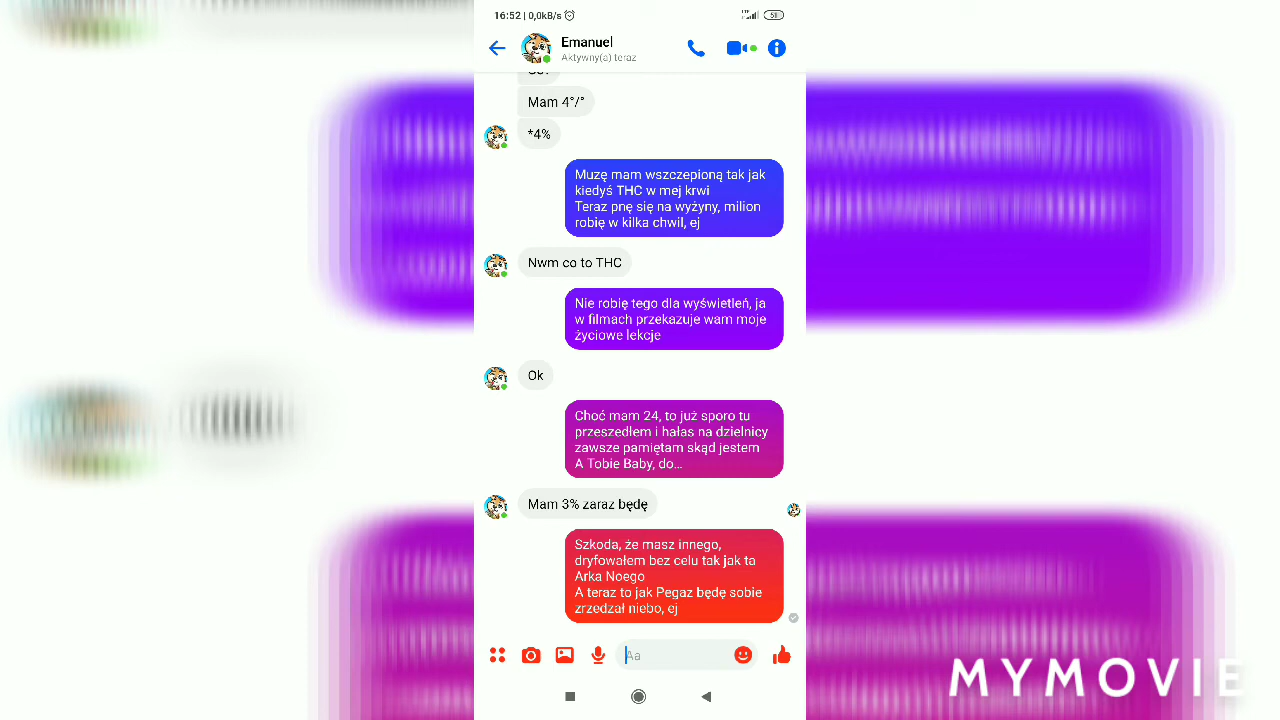 16:52 | 0,0kB/s
51
Emanuel
Aktywny(a) teraz
Mam 4°/°
*4%
Muzę mam wszczepioną tak jak
kiedyś THC w mej krwi
Teraz pnę się na wyżyny, milion
robię w kilka chwil, ej
Nwm co to THC
Nie robię tego dla wyświetleń, ja
w filmach przekazuje wam moje
życiowe lekcje
Ok
Choć mam 24, to już sporo tu
przeszedłem i hałas na dzielnicy
zawsze pamiętam skąd jestem
A Tobie Baby, do...
Mam 3% zaraz będę
Szkoda, że masz innego,
dryfowałem bez celu tak jak ta
Arka Noego
A teraz to jak Pegaz będę sobie
zrzedzał niebo, ej
Aa
MYMOVIE